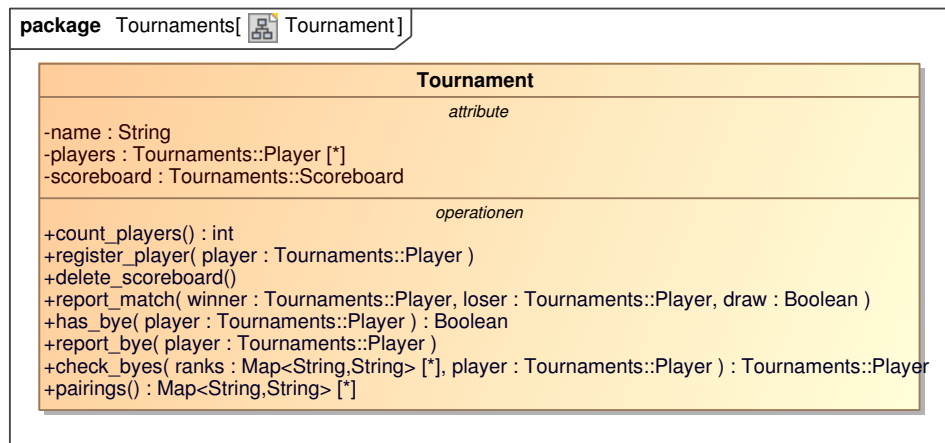 package Tournaments[ Tournament]
Tournament
attribute
-name : String
-players : Tournaments::Player [*]
-scoreboard : Tournaments::Scoreboard
operationen
+count_players() : int
+register_player( player : Tournaments::Player )
+delete_scoreboard()
+report_match( winner : Tournaments::Player, loser : Tournaments::Player, draw : Boolean )
+has_bye( player : Tournaments::Player ) : Boolean
+report_bye( player : Tournaments::Player )
+check_byes( ranks : Map<String,String> [*], player : Tournaments::Player ) : Tournaments::Player
+pairings() : Map<String,String> [*]